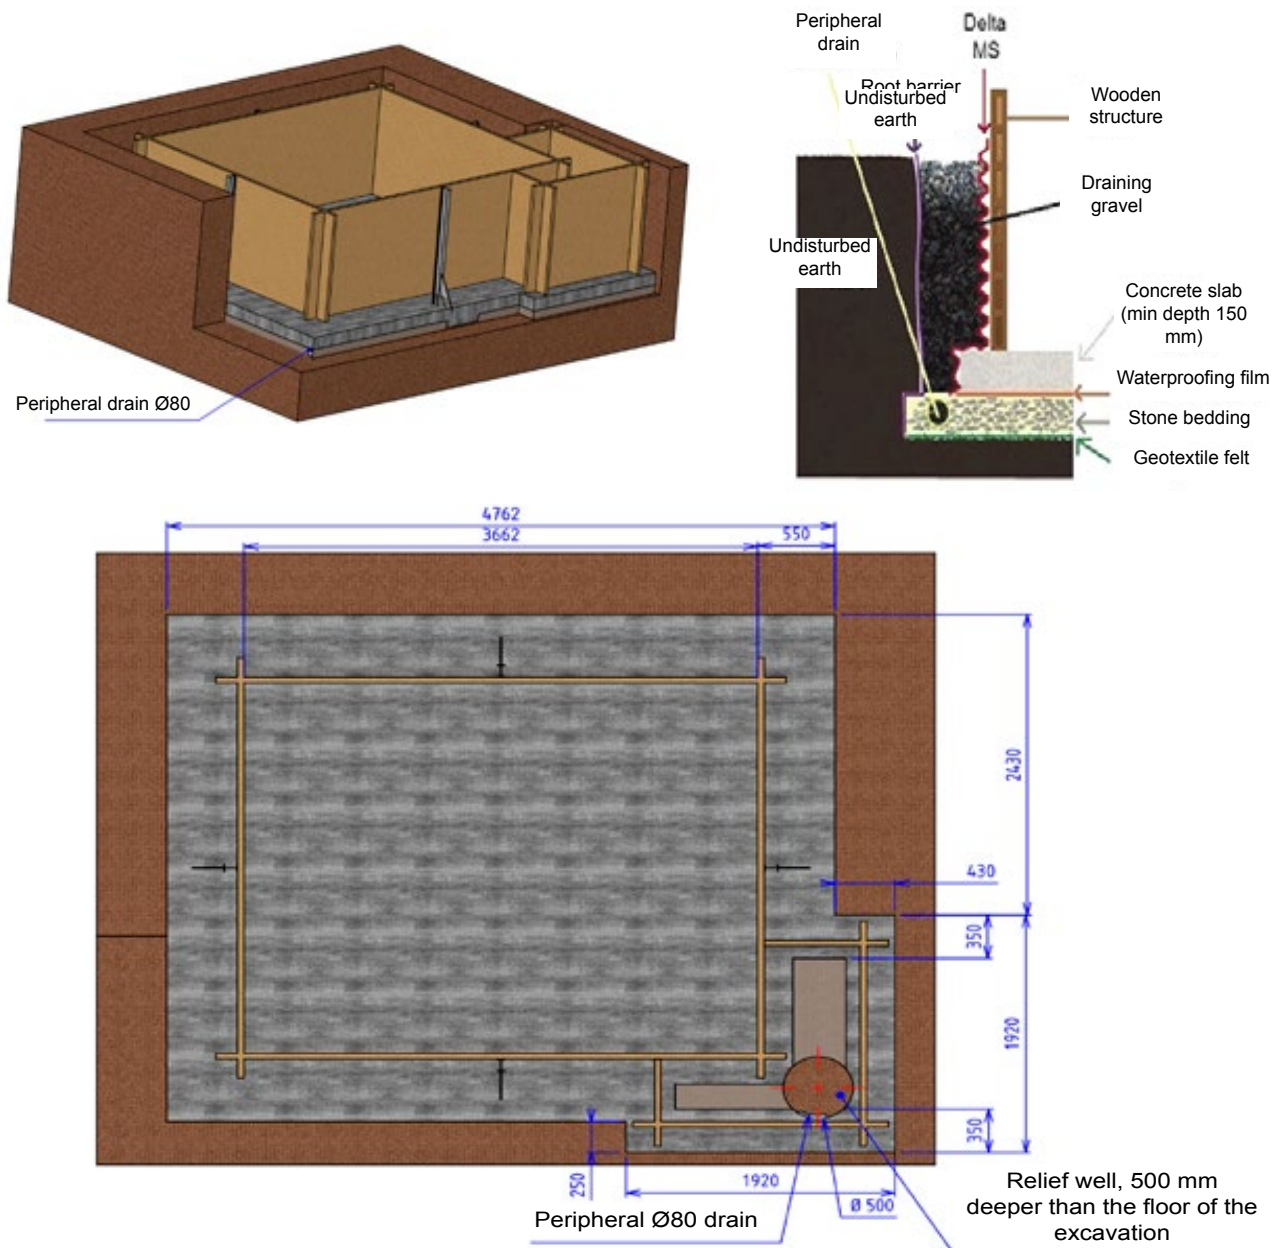 Peripheral
drain
Delta
MS
Root barrier
Undisturbed
earth
Wooden
structure
Draining
gravel
Undisturbed
earth
Concrete slab
(min depth 150
mm)
Waterproofing film
Stone bedding
Geotextile felt
Peripheral drain Ø80
4762
3662
550
2430
430
350
1920
350
250
1920
Ø 500
Peripheral Ø80 drain
Relief well, 500 mm
deeper than the floor of the
excavation